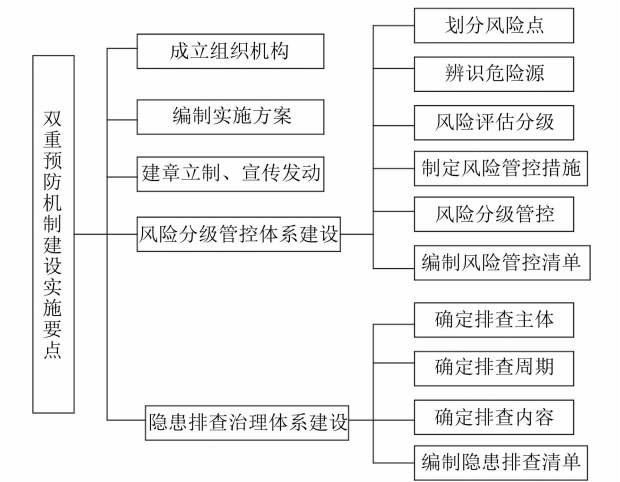 双重预防机制建设实施要点
成立组织机构
编制实施方案
建章立制、宣传发动
风险分级管控体系建设
划分风险点
辨识危险源
风险评估分级
制定风险管控措施
风险分级管控
编制风险管控清单
隐患排查治理体系建设
确定排查主体
确定排查周期
确定排查内容
编制隐患排查清单